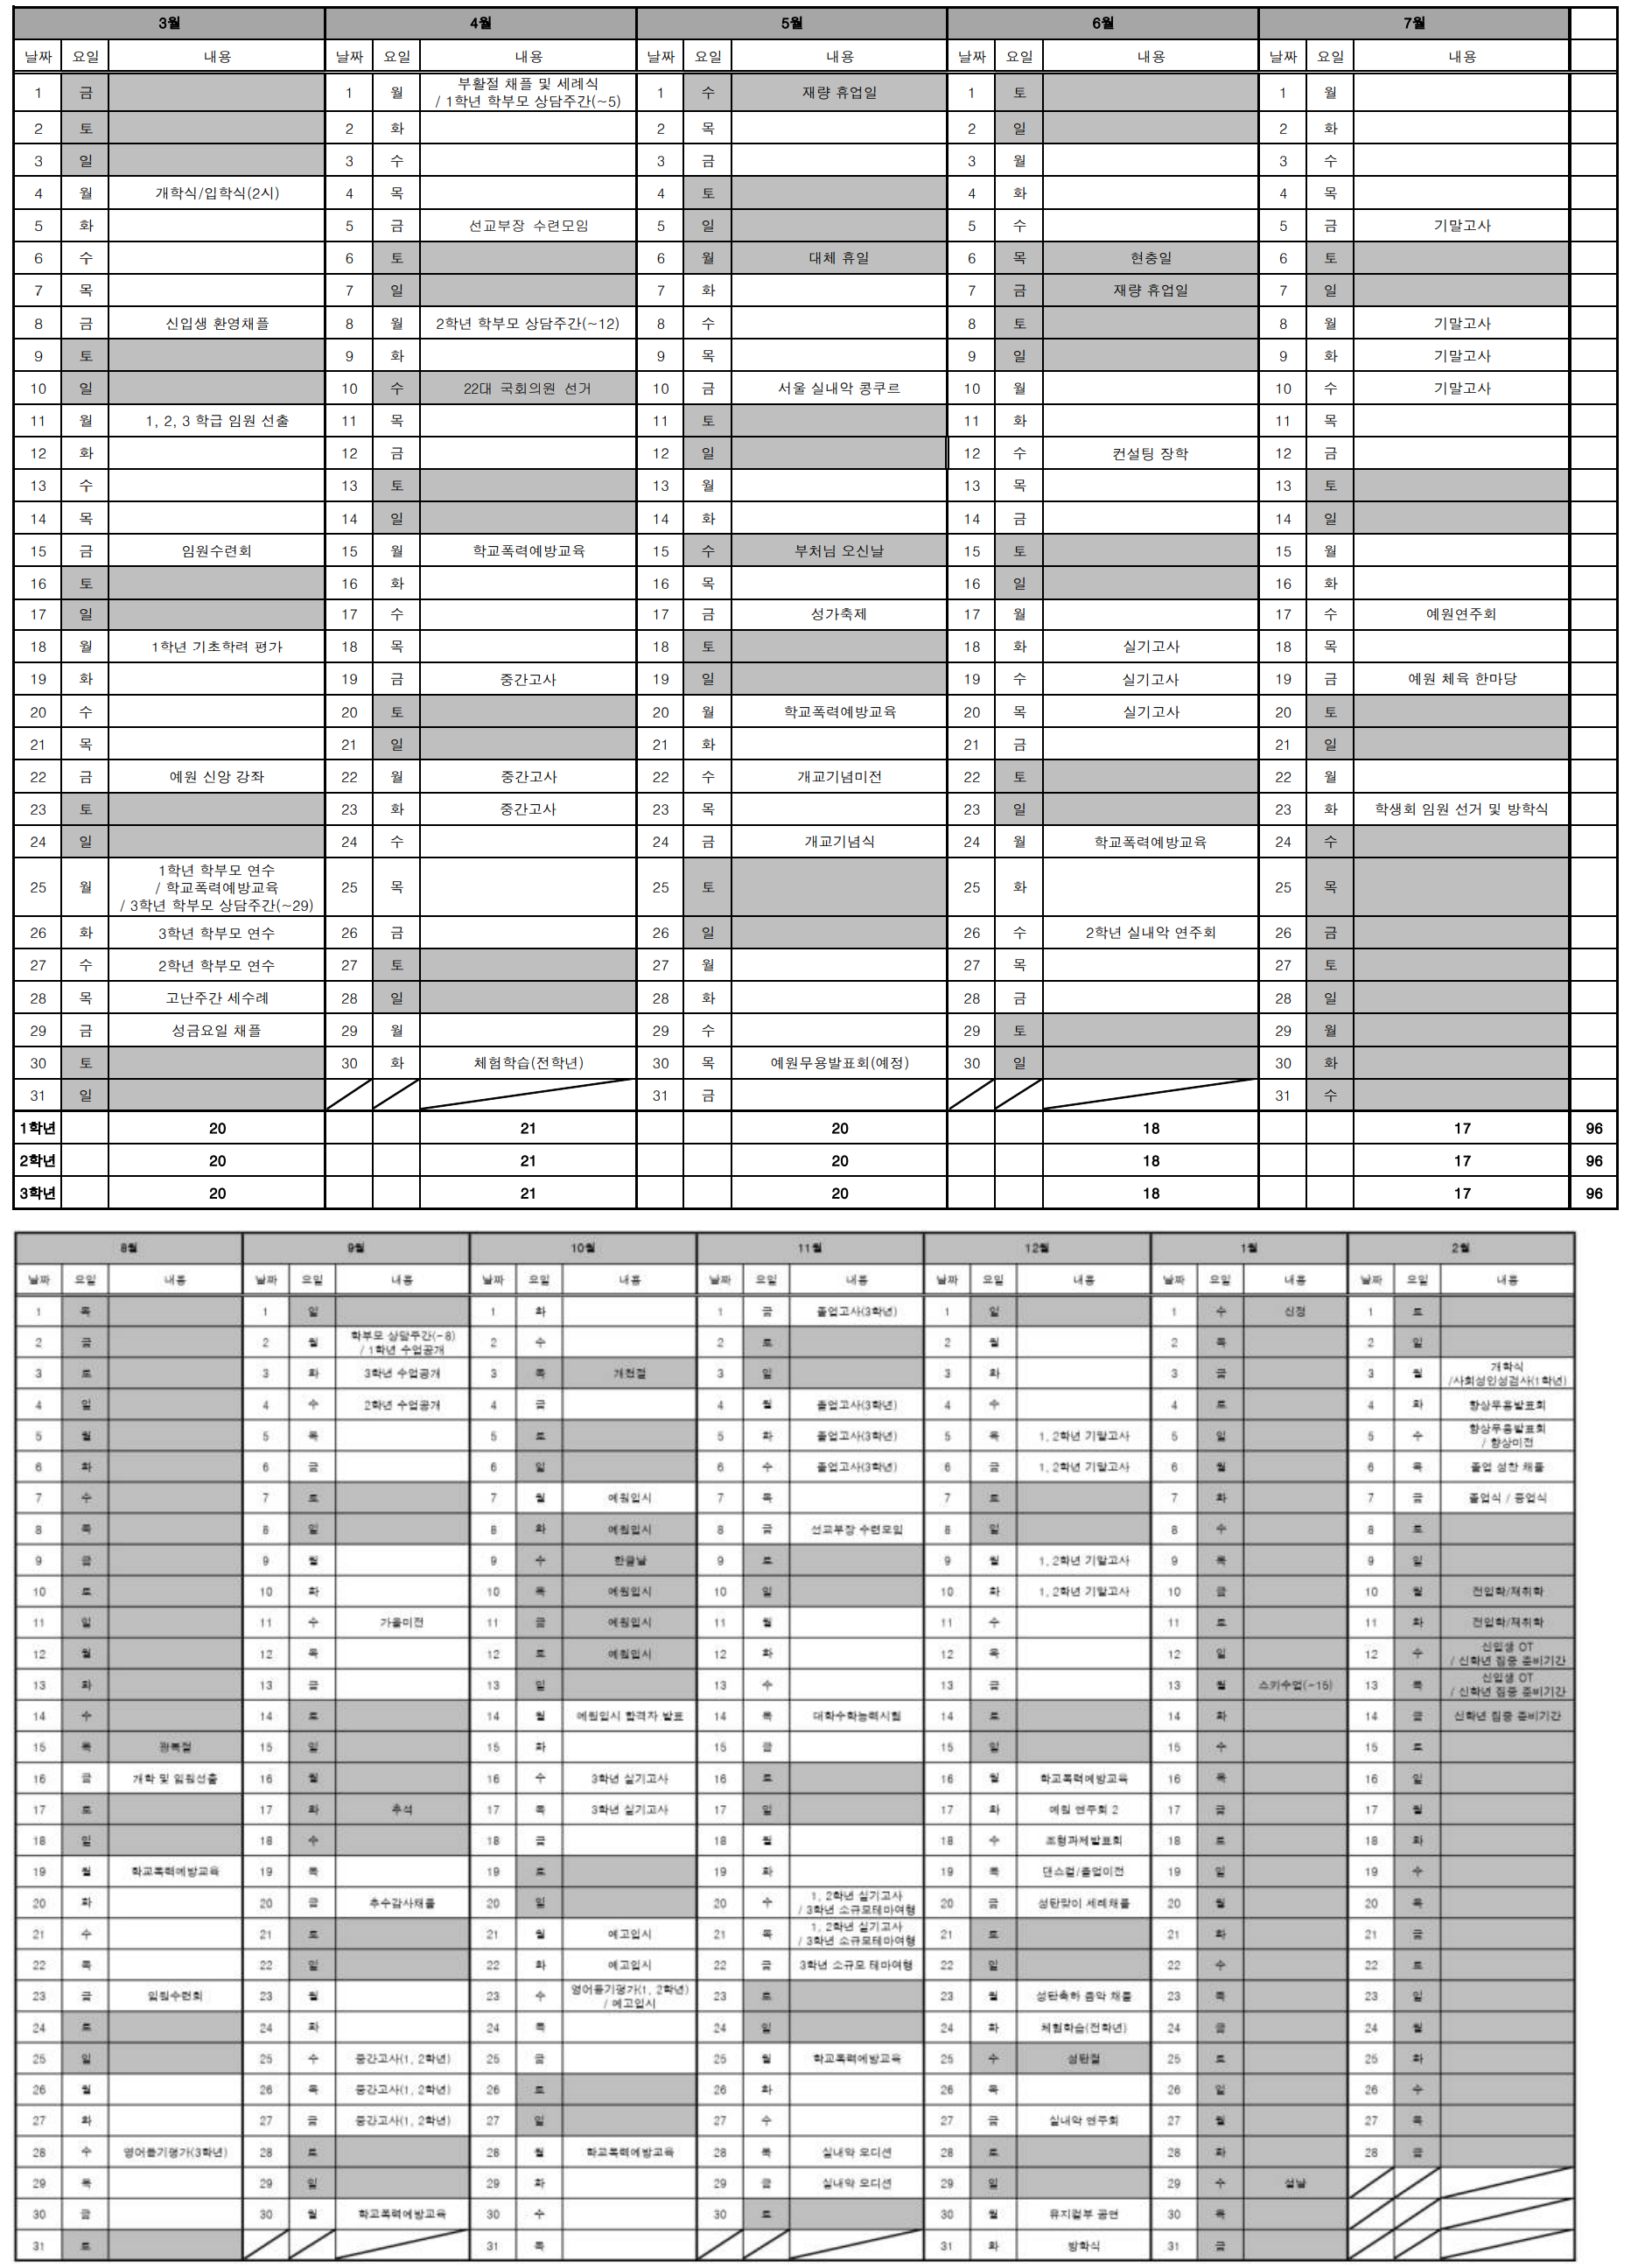 3월 4월 5월 6월 7월
날짜 요일 내용 날짜 요일 내용 날짜 요일 내용 날짜 요일 내용 날짜 요일 내용
1 금 1 월 부활절 채플 및 세례식 / 1학년 학부모 상담주간(~5) 1 수 재량 휴업일 1 토 1 월
2 토 2 화 2 목 2 일 2 화
3 일 3 수 3 금 3 월 3 수
4 월 개학식/입학식(2시) 4 목 4 토 4 화 4 목
5 화 5 금 선교부장 수련모임 5 일 5 수 5 금 기말고사
6 수 6 토 6 월 대체 휴일 6 목 현충일 6 토
7 목 7 일 7 화 7 금 재량 휴업일 7 일
8 금 신입생 환영채플 8 월 2학년 학부모 상담주간(~12) 8 수 8 토 8 월 기말고사
9 토 9 화 9 목 9 일 9 화 기말고사
10 일 10 수 22대 국회의원 선거 10 금 서울 실내악 콩쿠르 10 월 10 수 기말고사
11 월 1, 2, 3 학급 임원 선출 11 목 11 토 11 화 11 목
12 화 12 금 12 일 12 수 컨설팅 장학 12 금
13 수 13 토 13 월 13 목 13 토
14 목 14 일 14 화 14 금 14 일
15 금 임원수련회 15 월 학교폭력예방교육 15 수 부처님 오신날 15 토 15 월
16 토 16 화 16 목 16 일 16 화
17 일 17 수 17 금 성가축제 17 월 17 수 예원연주회
18 월 1학년 기초학력 평가 18 목 18 토 18 화 실기고사 18 목
19 화 19 금 중간고사 19 일 19 수 실기고사 19 금 예원 체육 한마당
20 수 20 토 20 월 학교폭력예방교육 20 목 실기고사 20 토
21 목 21 일 21 화 21 금 21 일
22 금 예원 신앙 강좌 22 월 중간고사 22 수 개교기념미전 22 토 22 월
23 토 23 화 중간고사 23 목 23 일 23 화 학생회 임원 선거 및 방학식
24 일 24 수 24 금 개교기념식 24 월 학교폭력예방교육 24 수
25 월 1학년 학부모 연수 / 학교폭력예방교육 / 3학년 학부모 상담주간(~29) 25 목 25 토 25 화 25 목
26 화 3학년 학부모 연수 26 금 26 일 26 수 2학년 실내악 연주회 26 금
27 수 2학년 학부모 연수 27 토 27 월 27 목 27 토
28 목 고난주간 세수례 28 일 28 화 28 금 28 일
29 금 성금요일 채플 29 월 29 수 29 토 29 월
30 토 30 화 체험학습(전학년) 30 목 예원무용발표회(예정) 30 일 30 화
31 일 31 금 31 수
1학년 20 21 20 18 17 96
2학년 20 21 20 18 17 96
3학년 20 21 20 18 17 96
8월 9월 10월 11월 12월 1월 2월
날짜 요일 내용 날짜 요일 내용 날짜 요일 내용 날짜 요일 내용 날짜 요일 내용 날짜 요일 내용 날짜 요일 내용
1 목 1 일 1 화 1 금 졸업고사(3학년) 1 일 1 수 신정 1 토
2 금 2 월 학부모 상담주간(~8) / 1학년 수업공개 2 수 2 토 2 월 2 목 2 일
3 토 3 화 3학년 수업공개 3 목 개천절 3 일 3 화 3 금 3 월 개학식 /사회성인성검사(1학년)
4 일 4 수 2학년 수업공개 4 금 4 월 졸업고사(3학년) 4 수 4 토 4 화 향상무용발표회
5 월 5 목 5 토 5 화 졸업고사(3학년) 5 목 1, 2학년 기말고사 5 일 5 수 향상무용발표회 / 향상미전
6 화 6 금 6 일 6 수 졸업고사(3학년) 6 금 1, 2학년 기말고사 6 월 6 목 졸업 성찬 채플
7 수 7 토 7 월 예원입시 7 목 7 토 7 화 7 금 졸업식 / 종업식
8 목 8 일 8 화 예원입시 8 금 선교부장 수련모임 8 일 8 수 8 토
9 금 9 월 9 수 한글날 9 토 9 월 1, 2학년 기말고사 9 목 9 일
10 토 10 화 10 목 예원입시 10 일 10 화 1, 2학년 기말고사 10 금 10 월 전입학/재취학
11 일 11 수 가을미전 11 금 예원입시 11 월 11 수 11 토 11 화 전입학/재취학
12 월 12 목 12 토 예원입시 12 화 12 목 12 일 12 수 신입생 OT / 신학년 집중 준비기간
13 화 13 금 13 일 13 수 13 금 13 월 스키수업(~15) 13 목 신입생 OT / 신학년 집중 준비기간
14 수 14 토 14 월 예원입시 합격자 발표 14 목 대학수학능력시험 14 토 14 화 14 금 신학년 집중 준비기간
15 목 광복절 15 일 15 화 15 금 15 일 15 수 15 토
16 금 개학 및 임원선출 16 월 16 수 3학년 실기고사 16 토 16 월 학교폭력예방교육 16 목 16 일
17 토 17 화 추석 17 목 3학년 실기고사 17 일 17 화 예원 연주회 2 17 금 17 월
18 일 18 수 18 금 18 월 18 수 조형과제발표회 18 토 18 화
19 월 학교폭력예방교육 19 목 19 토 19 화 19 목 댄스컬/졸업미전 19 일 19 수
20 화 20 금 추수감사채플 20 일 20 수 1, 2학년 실기고사 / 3학년 소규모테마여행 20 금 성탄맞이 세례채플 20 월 20 목
21 수 21 토 21 월 예고입시 21 목 1, 2학년 실기고사 / 3학년 소규모테마여행 21 토 21 화 21 금
22 목 22 일 22 화 예고입시 22 금 3학년 소규모 테마여행 22 일 22 수 22 토
23 금 임원수련회 23 월 23 수 영어듣기평가(1, 2학년) / 예고입시 23 토 23 월 성탄축하 음악 채플 23 목 23 일
24 토 24 화 24 목 24 일 24 화 체험학습(전학년) 24 금 24 월
25 일 25 수 중간고사(1, 2학년) 25 금 25 월 학교폭력예방교육 25 수 성탄절 25 토 25 화
26 월 26 목 중간고사(1, 2학년) 26 토 26 화 26 목 26 일 26 수
27 화 27 금 중간고사(1, 2학년) 27 일 27 수 27 금 실내악 연주회 27 월 27 목
28 수 영어듣기평가(3학년) 28 토 28 월 학교폭력예방교육 28 목 실내악 오디션 28 토 28 화 28 금
29 목 29 일 29 화 29 금 실내악 오디션 29 일 29 수 설날
30 금 30 월 학교폭력예방교육 30 수 30 토 30 월 뮤지컬부 공연 30 목
31 토 31 목 31 화 방학식 31 금